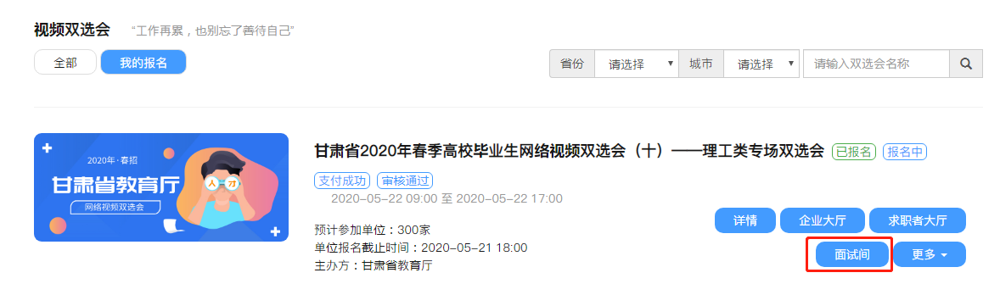 视频双选会 “工作再累，也别忘了善待自己”
全部 我的报名 省份 请选择 城市 请选择 请输入双选会名称
2020年·春招
甘肃省教育厅
网络视频双选会
人 才
甘肃省2020年春季高校毕业生网络视频双选会（十）——理工类专场双选会 已报名 报名中
支付成功 审核通过
2020-05-22 09:00 至 2020-05-22 17:00
预计参加单位：300家
单位报名截止时间：2020-05-21 18:00
主办方：甘肃省教育厅
详情 企业大厅 求职者大厅
面试间 更多